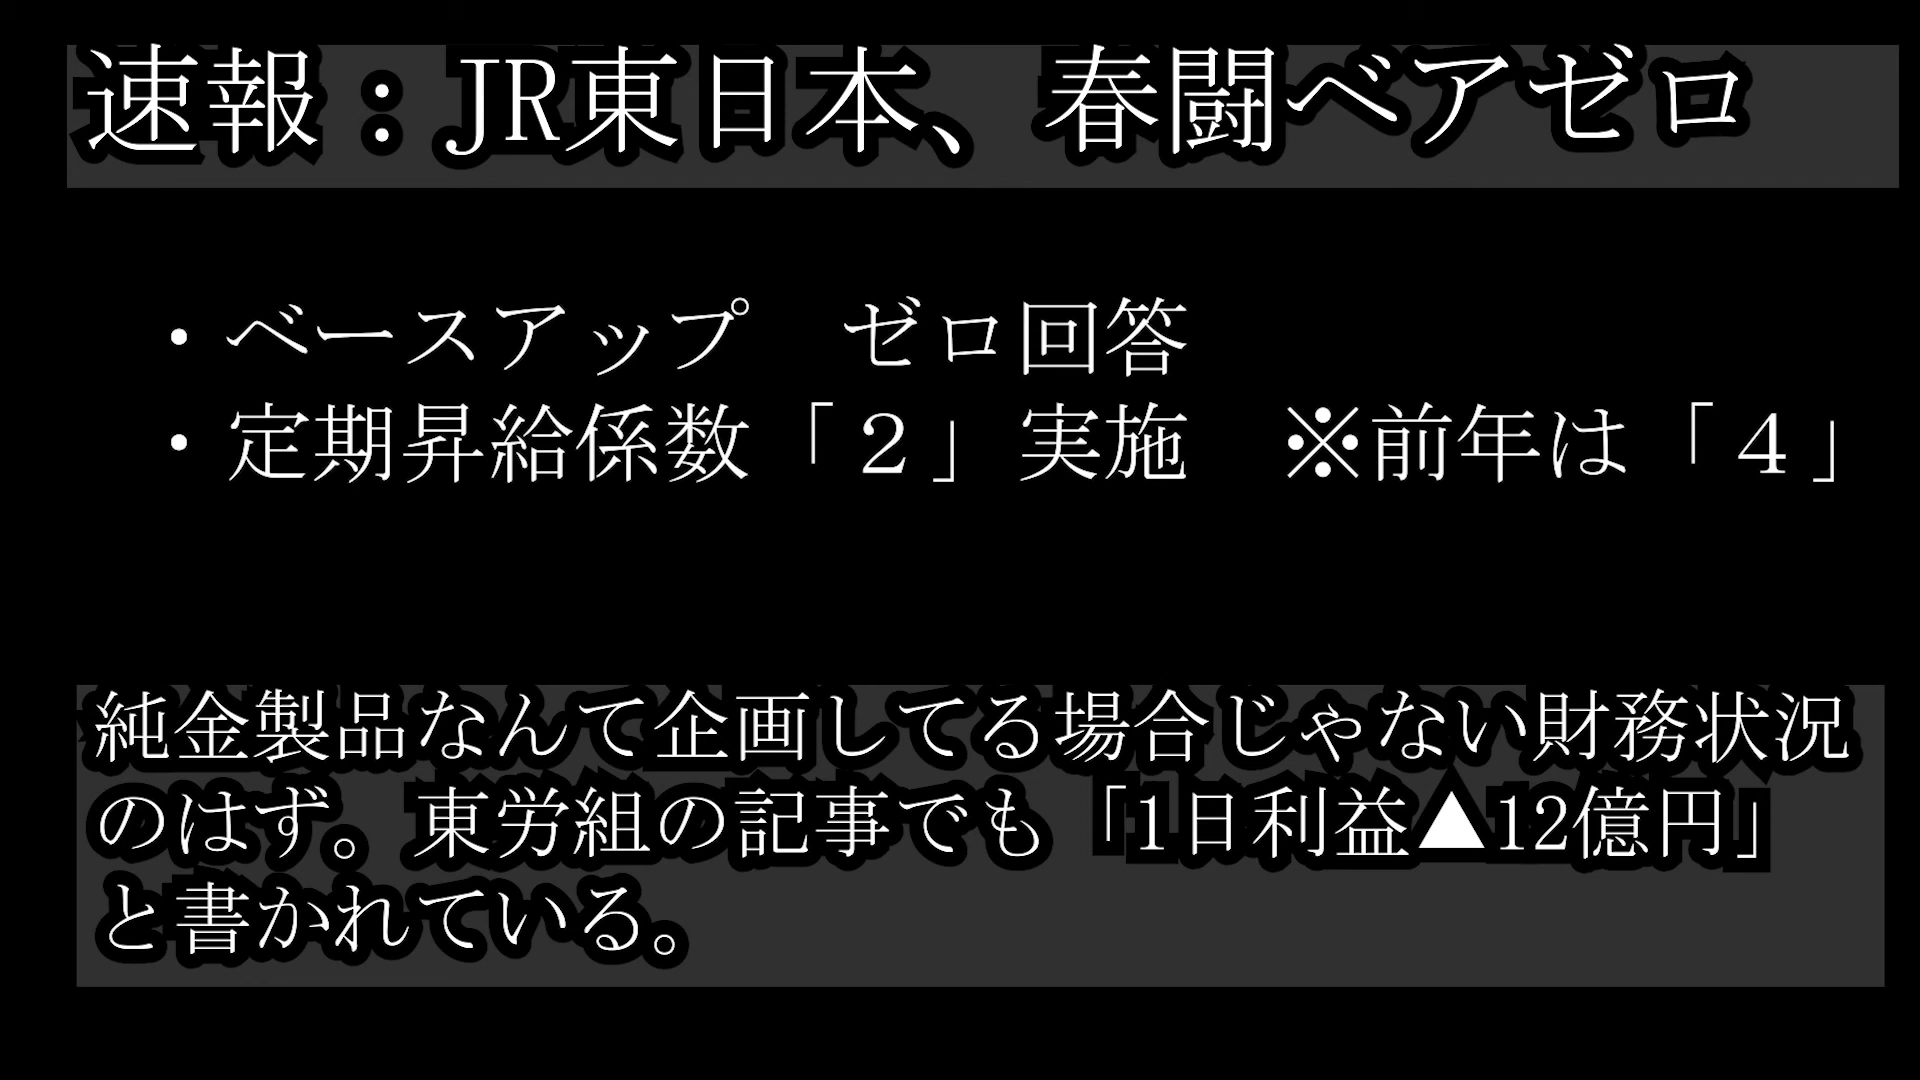 速報：JR東日本、春闘ベアゼロ
・ベースアップ　ゼロ回答
・定期昇給係数「２」実施　※前年は「４」
純金製品なんて企画してる場合じゃない財務状況
のはず。東労組の記事でも「1日利益▲12億円」
と書かれている。